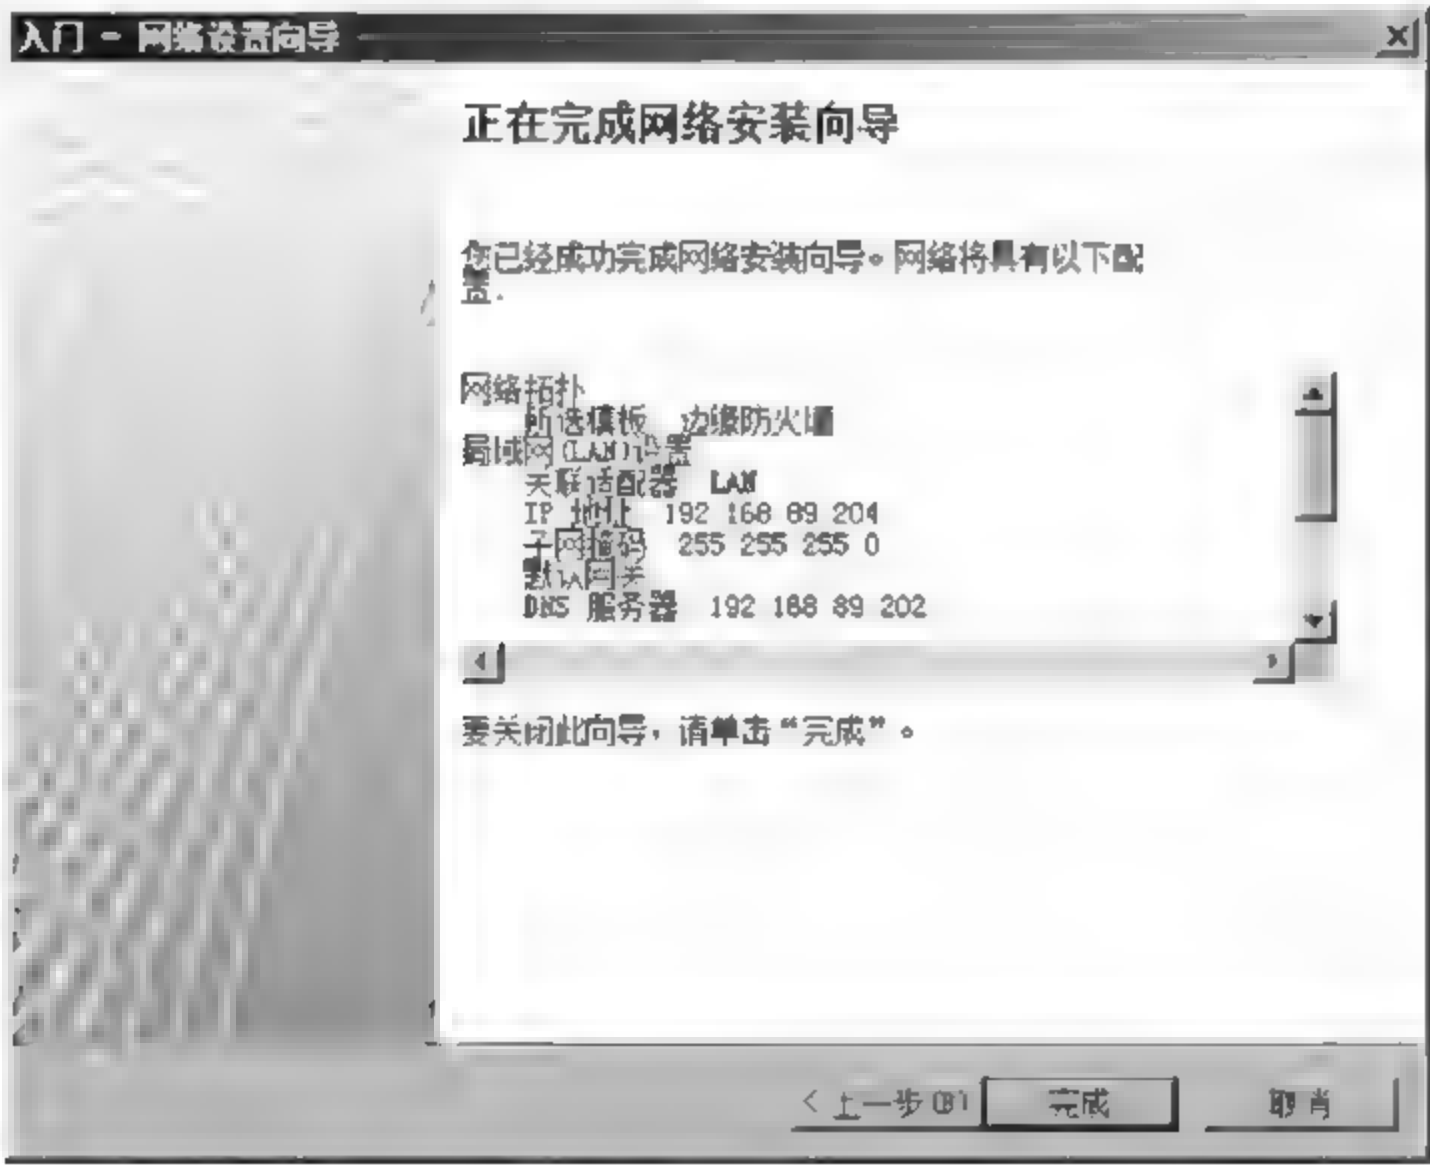 入门 - 网络设置向导
正在完成网络安装向导
您已经成功完成网络安装向导。网络将具有以下配
置.
网络拓扑
所选模板 边缘防火墙
局域网(LAN)设置
关联适配器 LAN
IP 地址 192 168 89 204
子网掩码 255 255 255 0
默认网关
DNS 服务器 192 168 89 202
要关闭此向导，请单击“完成”。
< 上一步(B) 完成 取消